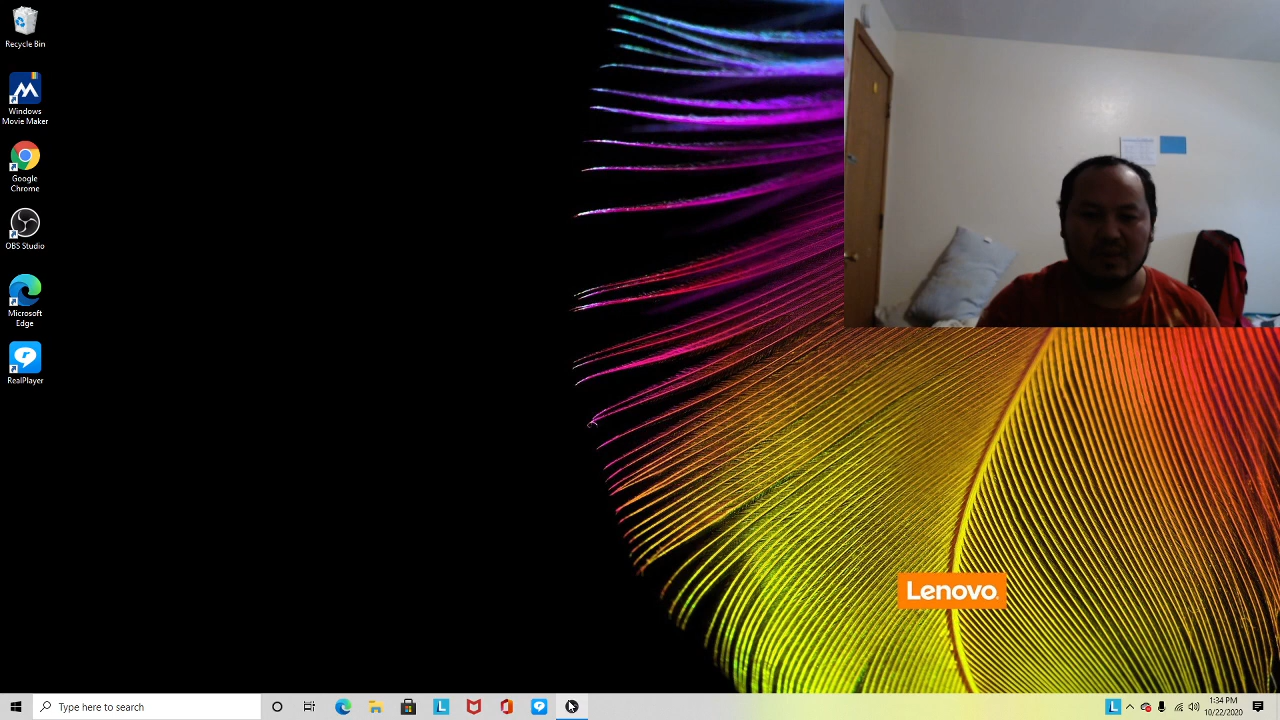 Recycle Bin
Windows
Movie Maker
Google
Chrome
OBS Studio
Microsoft
Edge
RealPlayer
Lenovo
Type here to search
1:34 PM
10/22/2020